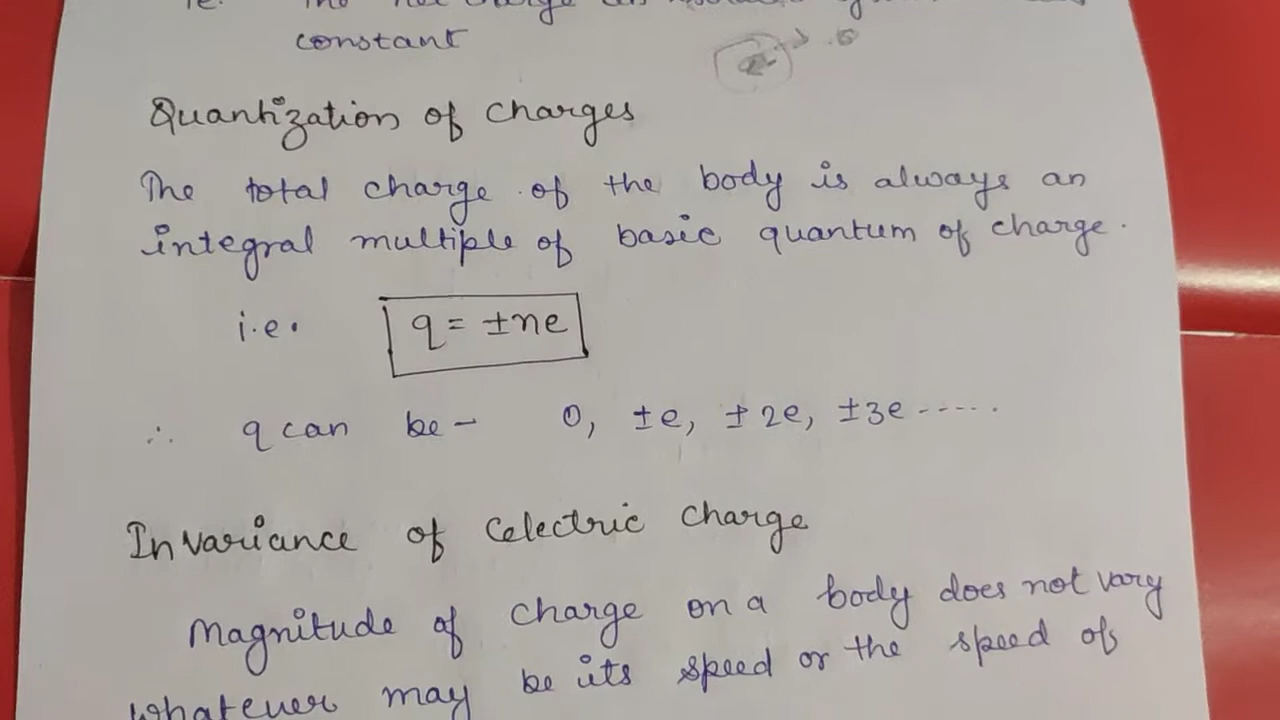 constant
Quantization of charges
The total charge of the body is always an
integral multiple of basic quantum of charge.
i.e. q = ±ne
∴ q can be - 0, ±e, ±2e, ±3e-----
Invariance of electric charge
Magnitude of charge on a body does not vary
whatever may be its speed or the speed of